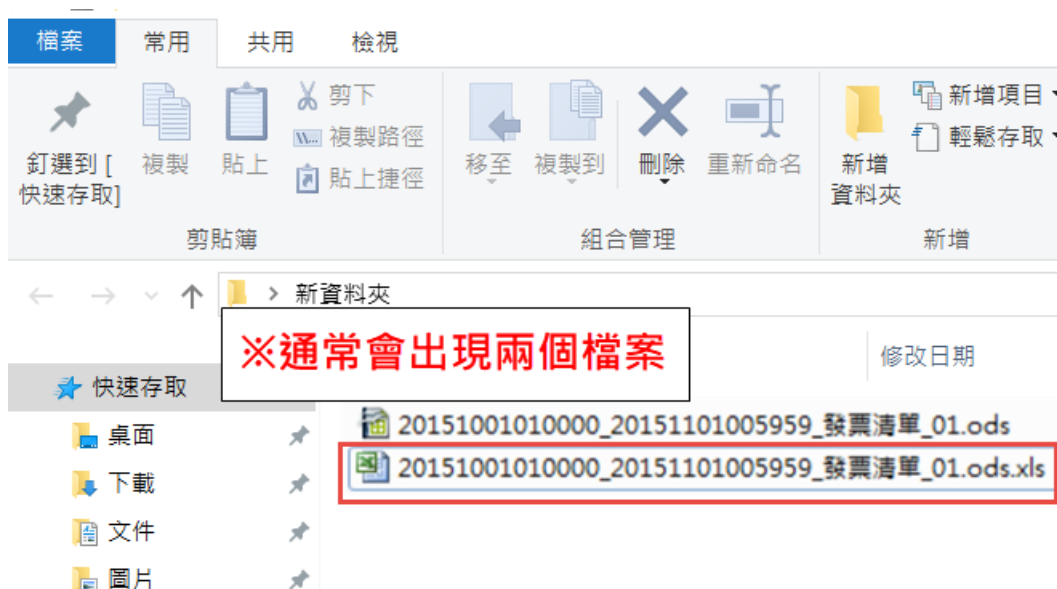 檔案 常用 共用 檢視
釘選到 [
快速存取]
複製
貼上
剪下
複製路徑
貼上捷徑
剪貼簿
移至
複製到
刪除
重新命名
組合管理
新增
資料夾
新增項目
輕鬆存取
新增
新資料夾
※通常會出現兩個檔案
修改日期
快速存取
桌面
下載
文件
圖片
20151001010000_20151101005959_發票清單_01.ods
20151001010000_20151101005959_發票清單_01.ods.xls